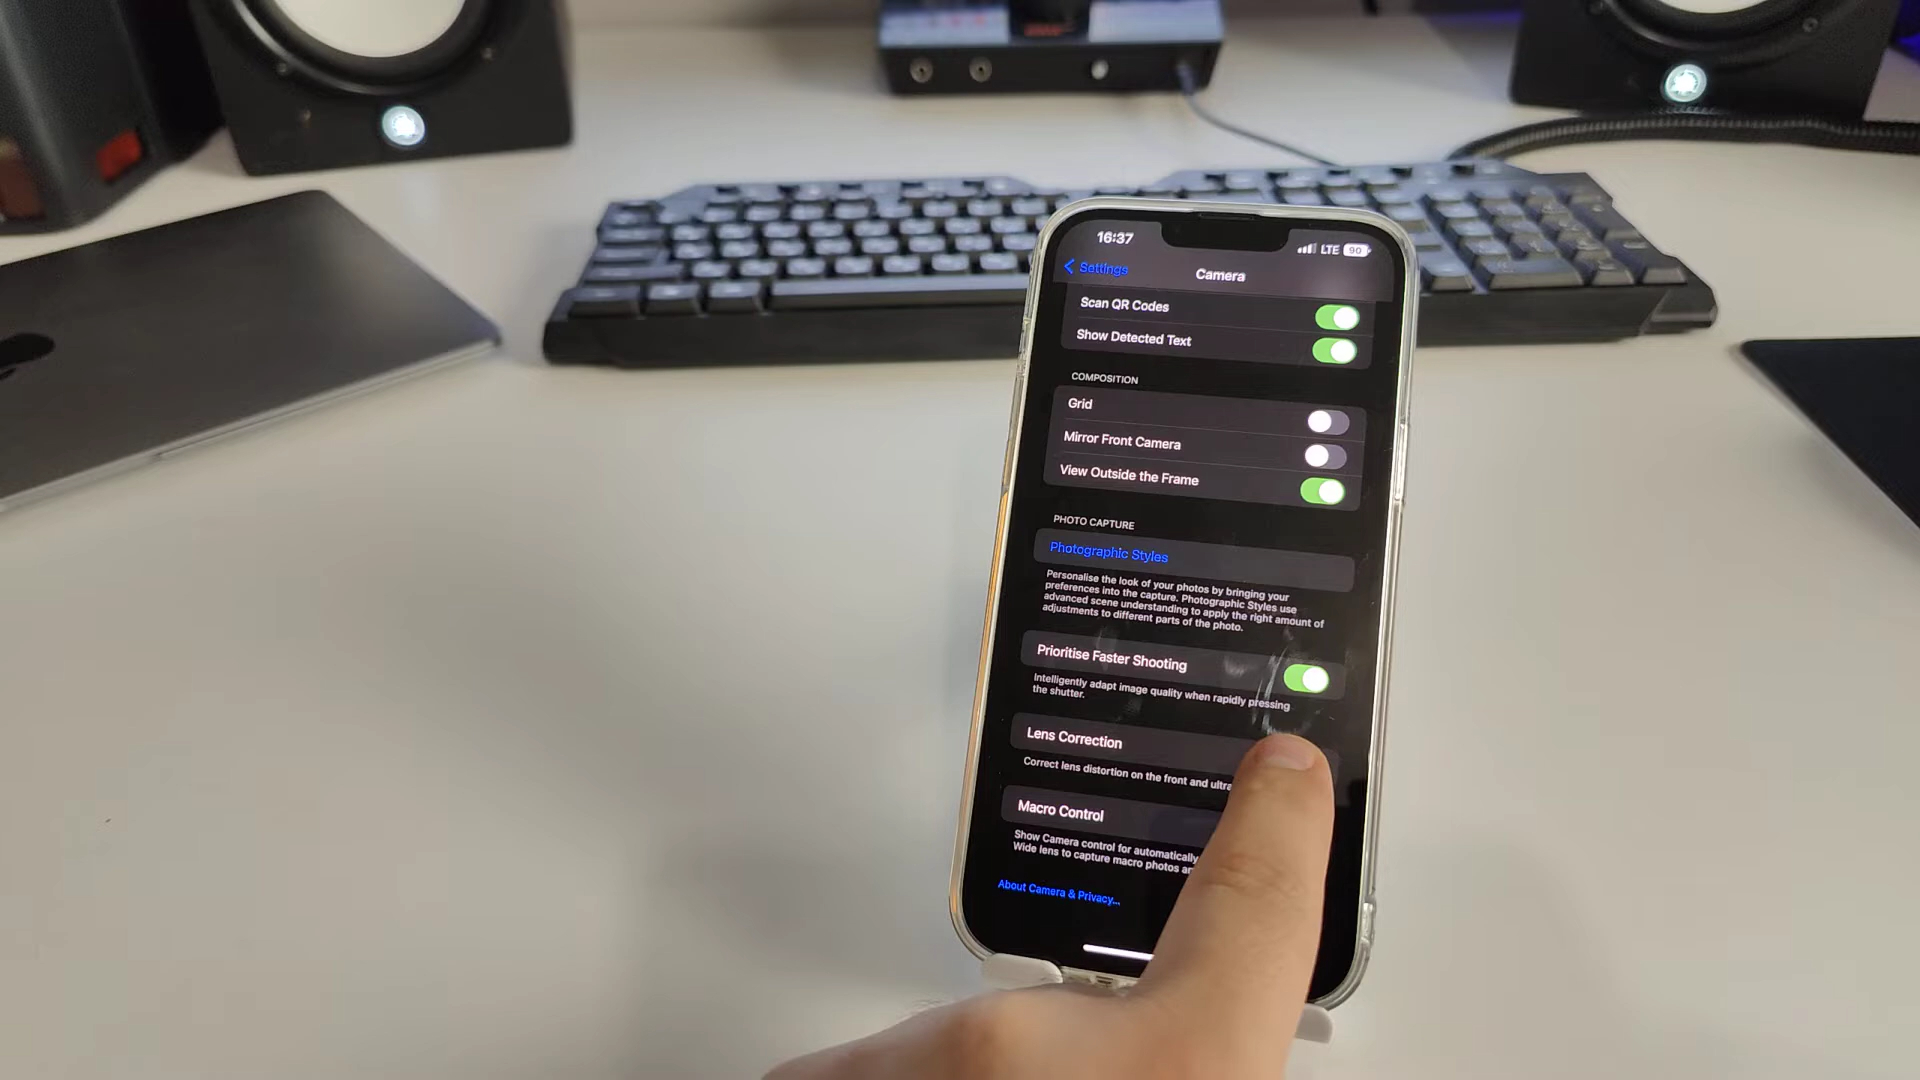 16:37
LTE 90
Settings
Camera
Scan QR Codes
Show Detected Text
COMPOSITION
Grid
Mirror Front Camera
View Outside the Frame
PHOTO CAPTURE
Photographic Styles
Personalise the look of your photos by bringing your
preferences into the capture. Photographic Styles use
advanced scene understanding to apply the right amount of
adjustments to different parts of the photo.
Prioritise Faster Shooting
Intelligently adapt image quality when rapidly pressing
the shutter.
Lens Correction
Correct lens distortion on the front and ultra
Macro Control
Show Camera control for automatically
Wide lens to capture macro photos
About Camera & Privacy...